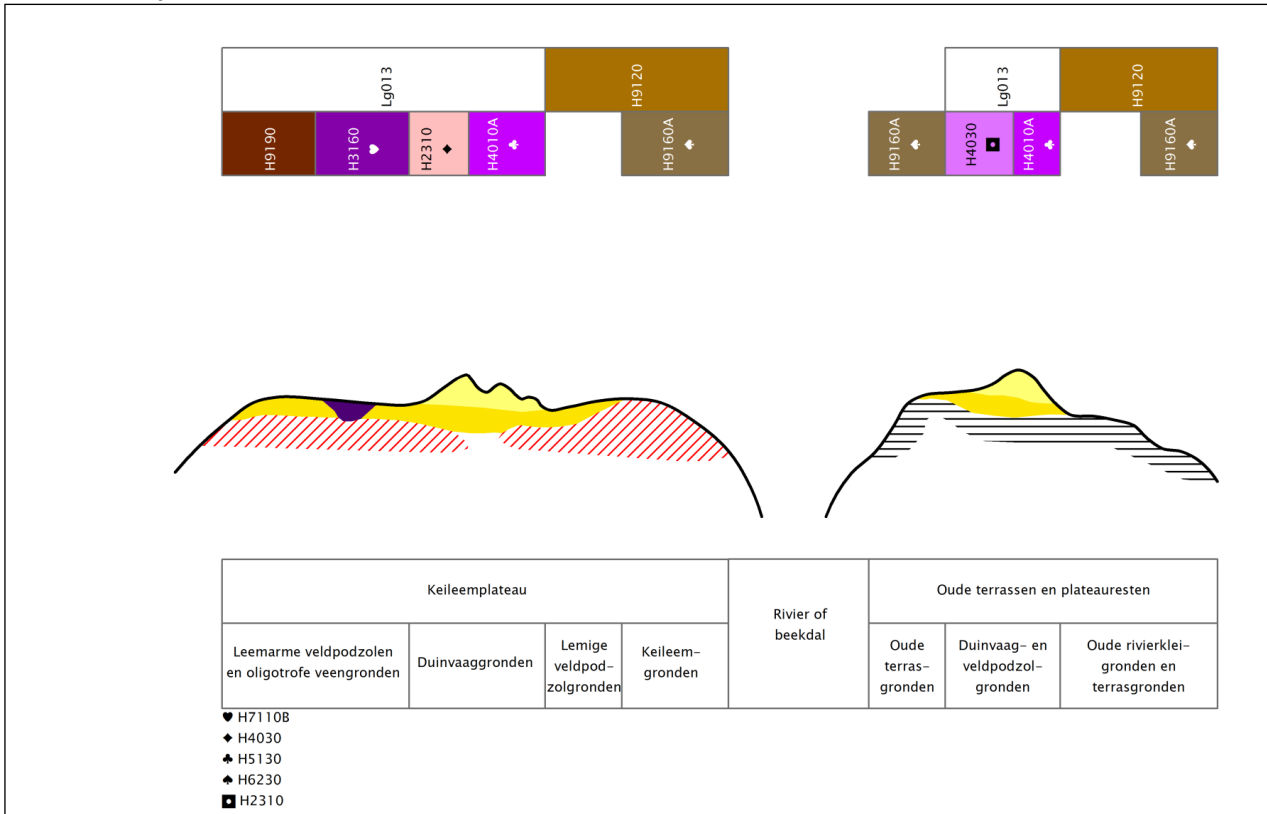 Lg013
H9120
Lg013
H9120
H9190
H3160 ♥
H2310 ◆
H4010A ♣
H9160A ♠
H9160A ♠
H4030 ◘
H4010A ♣
H9160A ♠
Keileemplateau
Rivier of
beekdal
Oude terrassen en plateauresten
Leemarme veldpodzolen
en oligotrofe veengronden
Duinvaaggronden
Lemige
veldpod-
zolgronden
Keileem-
gronden
Oude
terras-
gronden
Duinvaag- en
veldpodzol-
gronden
Oude rivierklei-
gronden en
terrasgronden
♥ H7110B
◆ H4030
♣ H5130
♠ H6230
◘ H2310